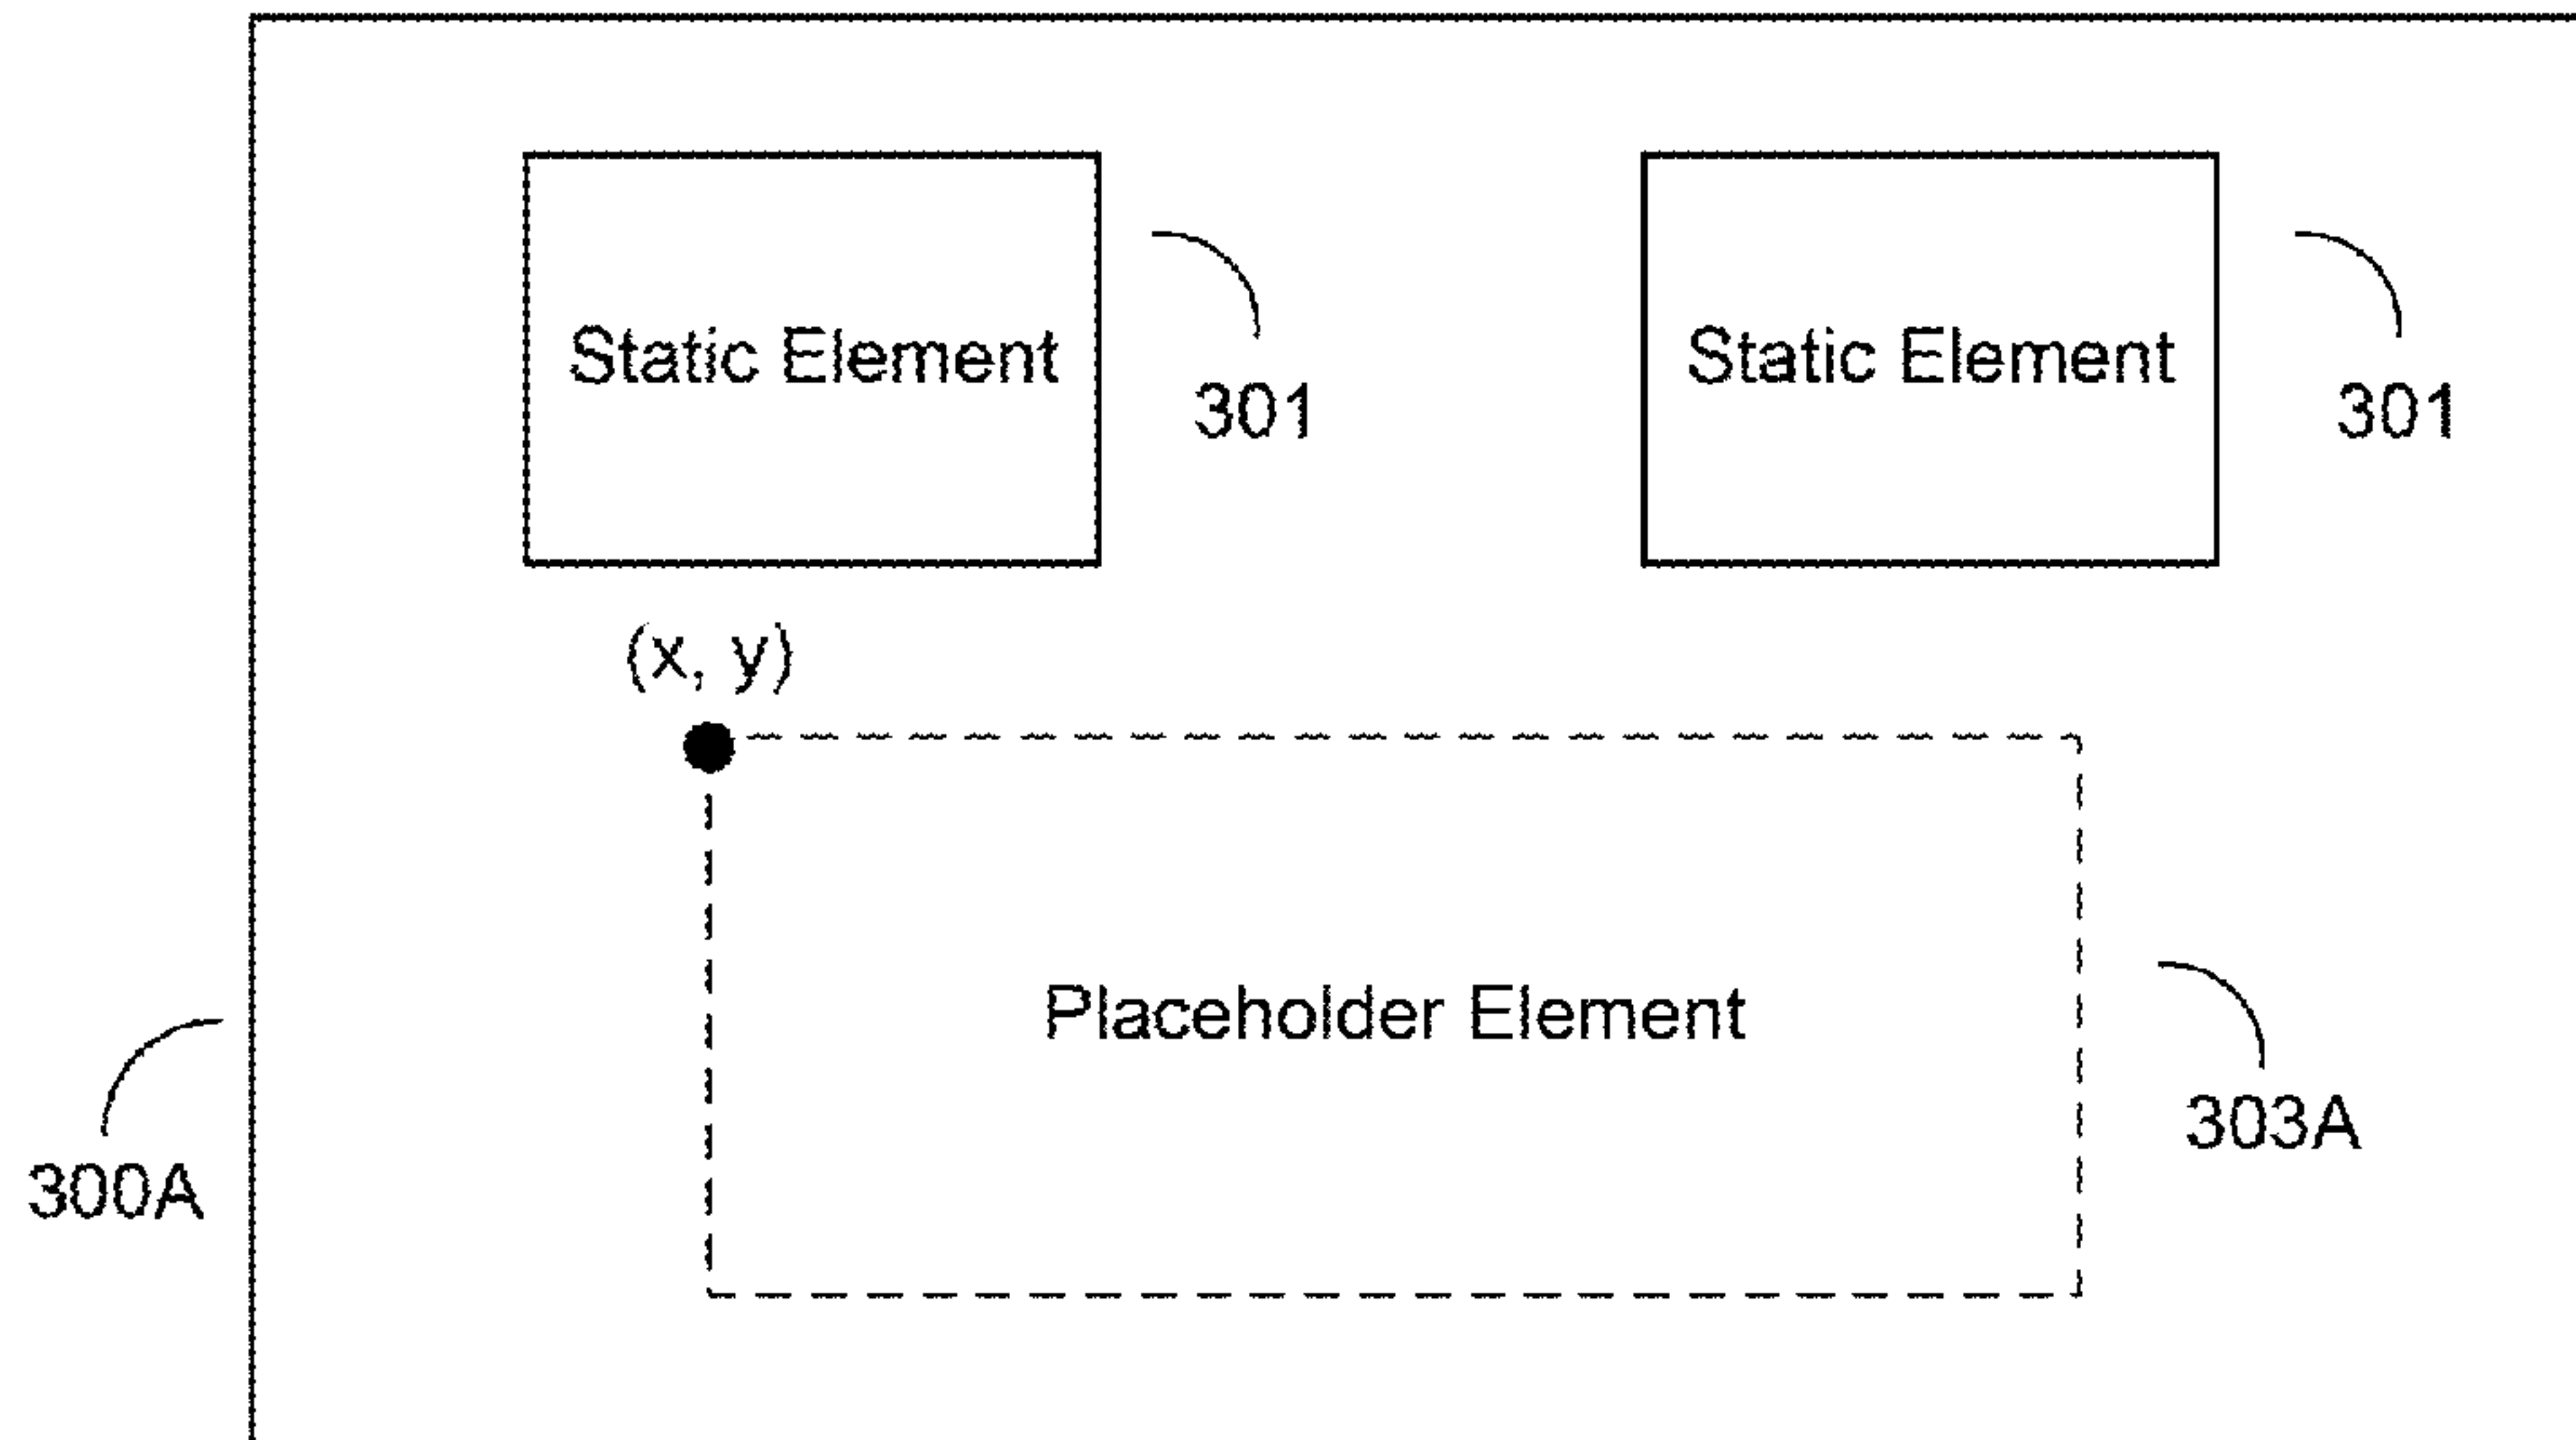 Static Element
301
Static Element
301
(x, y)
Placeholder Element
303A
300A